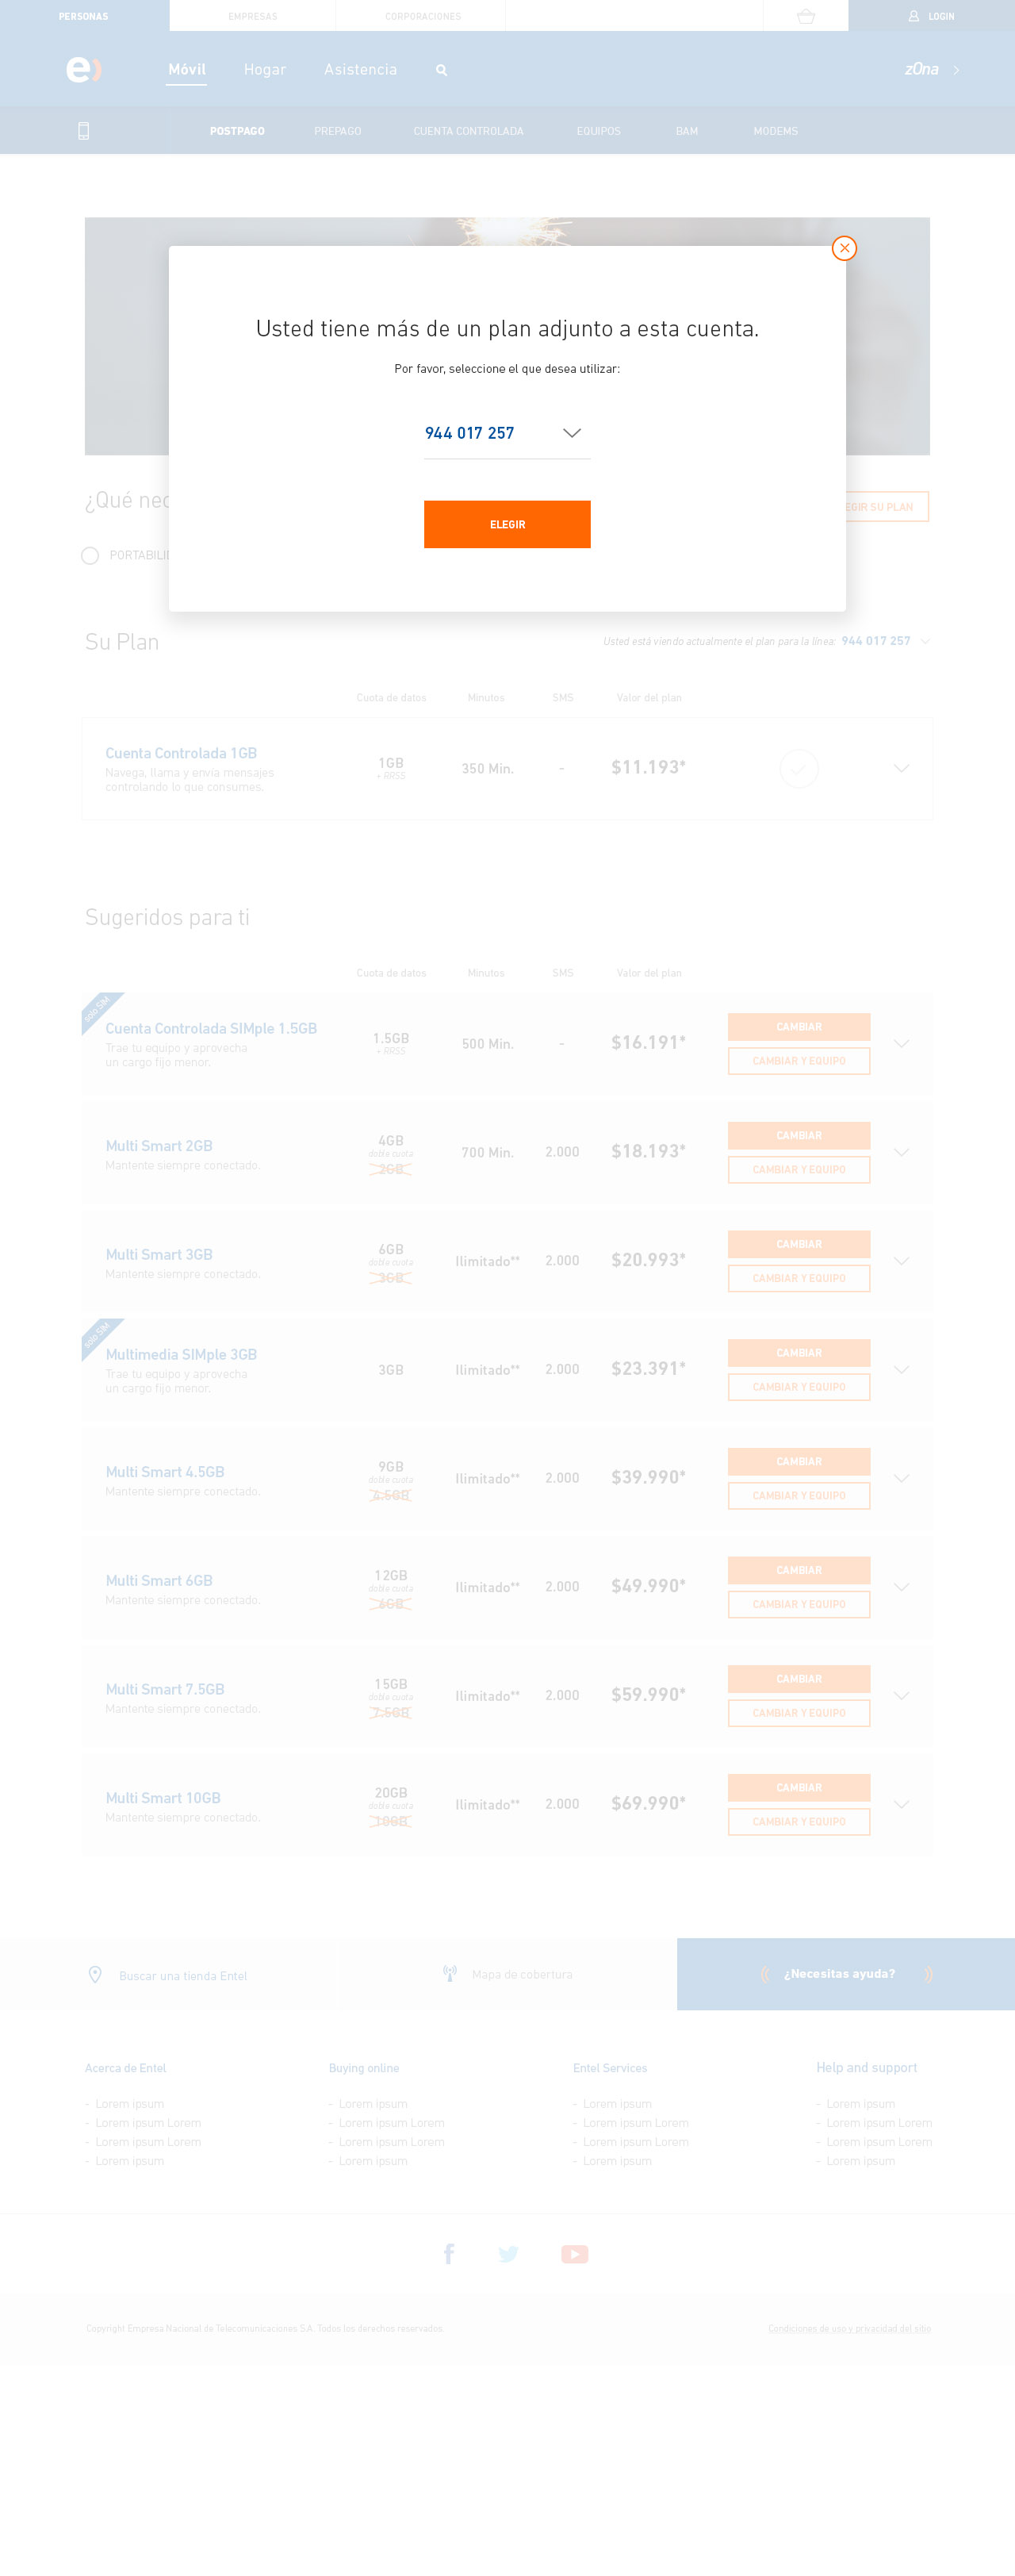 PERSONAS
EMPRESAS
CORPORACIONES
LOGIN
e)
Móvil
Hogar
Asistencia
zOna
POSTPAGO
PREPAGO
CUENTA CONTROLADA
EQUIPOS
BAM
MODEMS
Usted tiene más de un plan adjunto a esta cuenta.
Por favor, seleccione el que desea utilizar:
944 017 257
ELEGIR
¿Qué
EGIR SU PLAN
Su Plan
Usted está viendo actualmente el plan para la línea: 944 017 257
Cuota de datos Minutos SMS Valor del plan
Cuenta Controlada 1GB
Navega, llama y envía mensajes
controlando lo que consumes.
1GB
+ RRSS
350 Min.
-
$11.193*
Sugeridos para ti
Cuota de datos Minutos SMS Valor del plan
solo SIM
Cuenta Controlada SIMple 1.5GB
Trae tu equipo y aprovecha
un cargo fijo menor.
1.5GB
+ RRSS
500 Min.
-
$16.191*
CAMBIAR
CAMBIAR Y EQUIPO
Multi Smart 2GB
Mantente siempre conectado.
4GB
doble cuota
2GB
700 Min.
2.000
$18.193*
CAMBIAR
CAMBIAR Y EQUIPO
Multi Smart 3GB
Mantente siempre conectado.
6GB
doble cuota
3GB
Ilimitado**
2.000
$20.993*
CAMBIAR
CAMBIAR Y EQUIPO
solo SIM
Multimedia SIMple 3GB
Trae tu equipo y aprovecha
un cargo fijo menor.
3GB
Ilimitado**
2.000
$23.391*
CAMBIAR
CAMBIAR Y EQUIPO
Multi Smart 4.5GB
Mantente siempre conectado.
9GB
doble cuota
4.5GB
Ilimitado**
2.000
$39.990*
CAMBIAR
CAMBIAR Y EQUIPO
Multi Smart 6GB
Mantente siempre conectado.
12GB
doble cuota
6GB
Ilimitado**
2.000
$49.990*
CAMBIAR
CAMBIAR Y EQUIPO
Multi Smart 7.5GB
Mantente siempre conectado.
15GB
doble cuota
7.5GB
Ilimitado**
2.000
$59.990*
CAMBIAR
CAMBIAR Y EQUIPO
Multi Smart 10GB
Mantente siempre conectado.
20GB
doble cuota
10GB
Ilimitado**
2.000
$69.990*
CAMBIAR
CAMBIAR Y EQUIPO
Buscar una tienda Entel
Mapa de cobertura
¿Necesitas ayuda?
Acerca de Entel
- Lorem ipsum
- Lorem ipsum Lorem
- Lorem ipsum Lorem
- Lorem ipsum
Buying online
- Lorem ipsum
- Lorem ipsum Lorem
- Lorem ipsum Lorem
- Lorem ipsum
Entel Services
- Lorem ipsum
- Lorem ipsum Lorem
- Lorem ipsum Lorem
- Lorem ipsum
Help and support
- Lorem ipsum
- Lorem ipsum Lorem
- Lorem ipsum Lorem
- Lorem ipsum
Copyright Empresa Nacional de Telecomunicaciones S.A. Todos los derechos reservados.
Condiciones de uso y privacidad del sitio